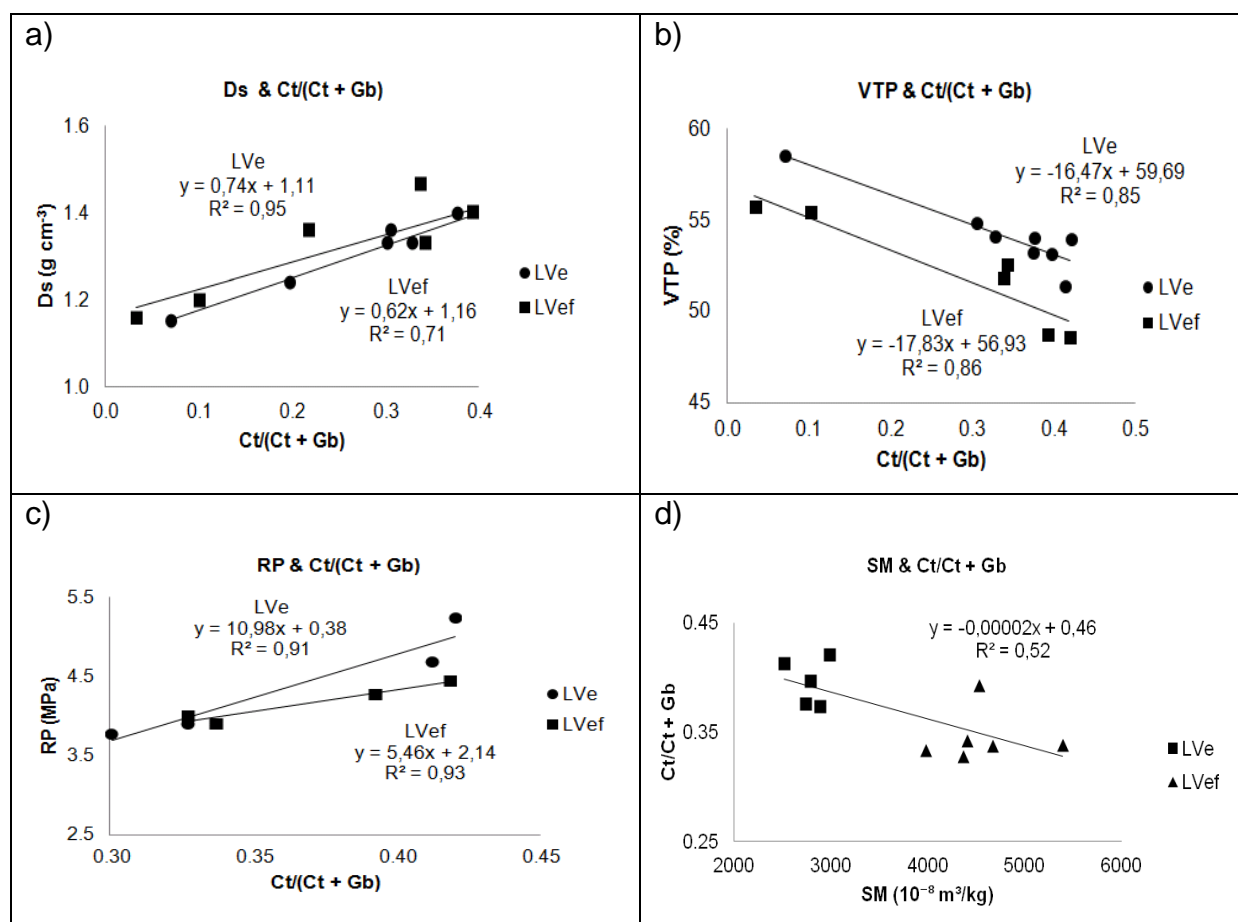 a)
Ds & Ct/(Ct + Gb)
1.6
1.4
1.2
1.0
Ds (g cm⁻³)
LVe
y = 0,74x + 1,11
R² = 0,95
LVef
y = 0,62x + 1,16
R² = 0,71
LVe
LVef
0.0 0.1 0.2 0.3 0.4
Ct/(Ct + Gb)
b)
VTP & Ct/(Ct + Gb)
60
55
50
45
VTP (%)
LVe
y = -16,47x + 59,69
R² = 0,85
LVef
y = -17,83x + 56,93
R² = 0,86
LVe
LVef
0.0 0.1 0.2 0.3 0.4 0.5
Ct/(Ct + Gb)
c)
RP & Ct/(Ct + Gb)
5.5
4.5
3.5
2.5
RP (MPa)
LVe
y = 10,98x + 0,38
R² = 0,91
LVef
y = 5,46x + 2,14
R² = 0,93
LVe
LVef
0.30 0.35 0.40 0.45
Ct/(Ct + Gb)
d)
SM & Ct/Ct + Gb
0.45
0.35
0.25
Ct/Ct + Gb
y = -0,00002x + 0,46
R² = 0,52
LVe
LVef
2000 3000 4000 5000 6000
SM (10⁻⁸ m³/kg)